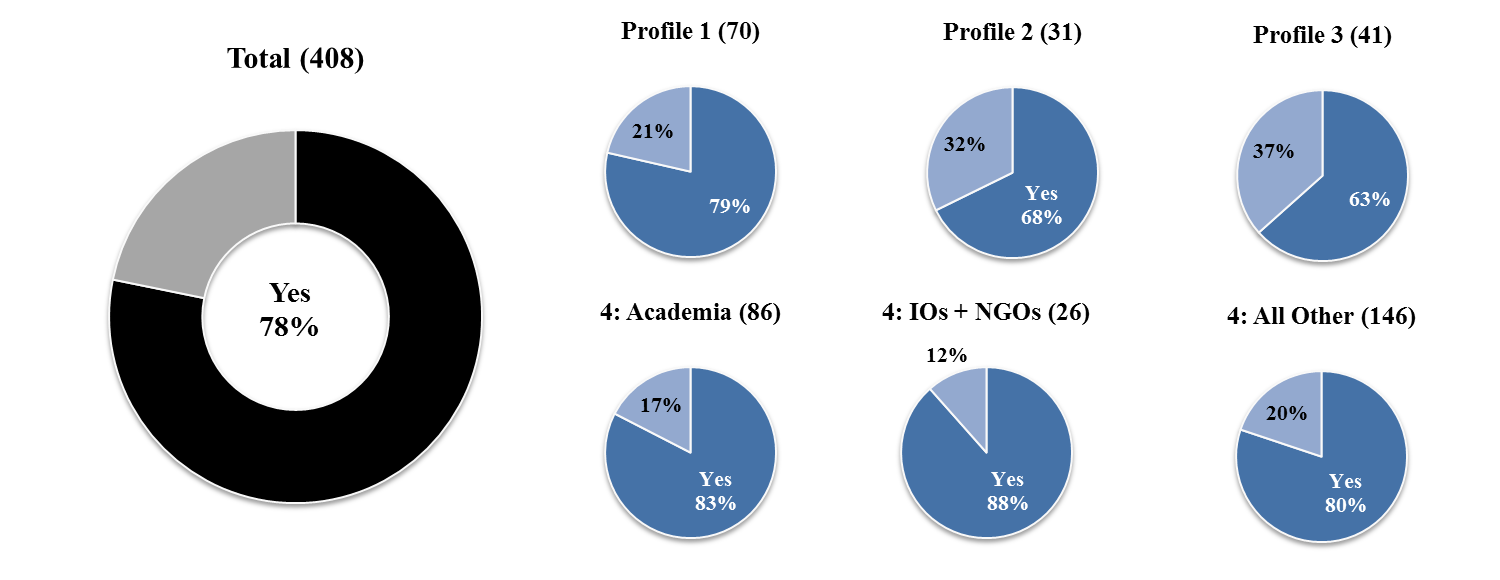 Total (408)
Yes
78%
Profile 1 (70)
21%
79%
Profile 2 (31)
32%
Yes
68%
Profile 3 (41)
37%
63%
4: Academia (86)
17%
Yes
83%
4: IOs + NGOs (26)
12%
Yes
88%
4: All Other (146)
20%
Yes
80%